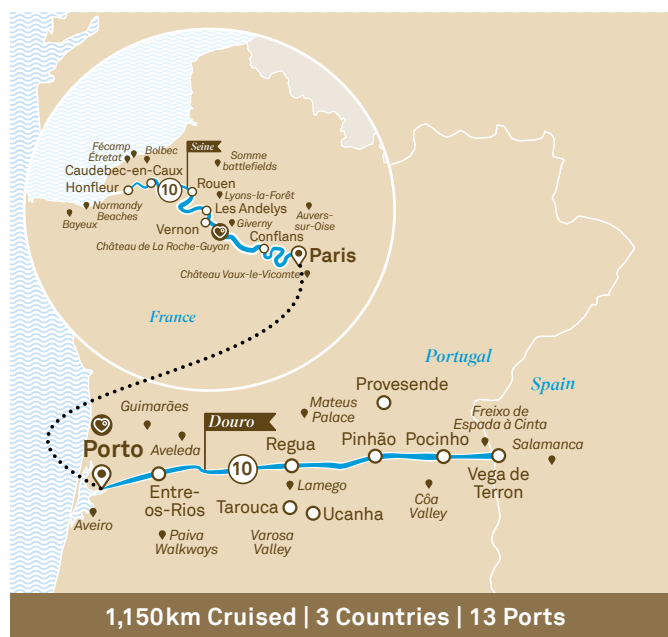 Fécamp
Étretat
Bolbec
Seine
Somme
battlefields
Caudebec-en-Caux
Honfleur
10
Rouen
Lyons-la-Forêt
Normandy
Beaches
Bayeux
Les Andelys
Vernon
Giverny
Auvers-
sur-Oise
Château de La Roche-Guyon
Conflans
Paris
Château Vaux-le-Vicomte
France
Portugal
Spain
Provesende
Guimarães
Douro
Mateus
Palace
Freixo de
Espada à Cinta
Porto
Aveleda
Regua
Pinhão
Pocinho
Salamanca
10
Entre-
os-Rios
Lamego
Vega de
Terron
Aveiro
Tarouca
Ucanha
Côa
Valley
Paiva
Walkways
Varosa
Valley
1,150km Cruised | 3 Countries | 13 Ports